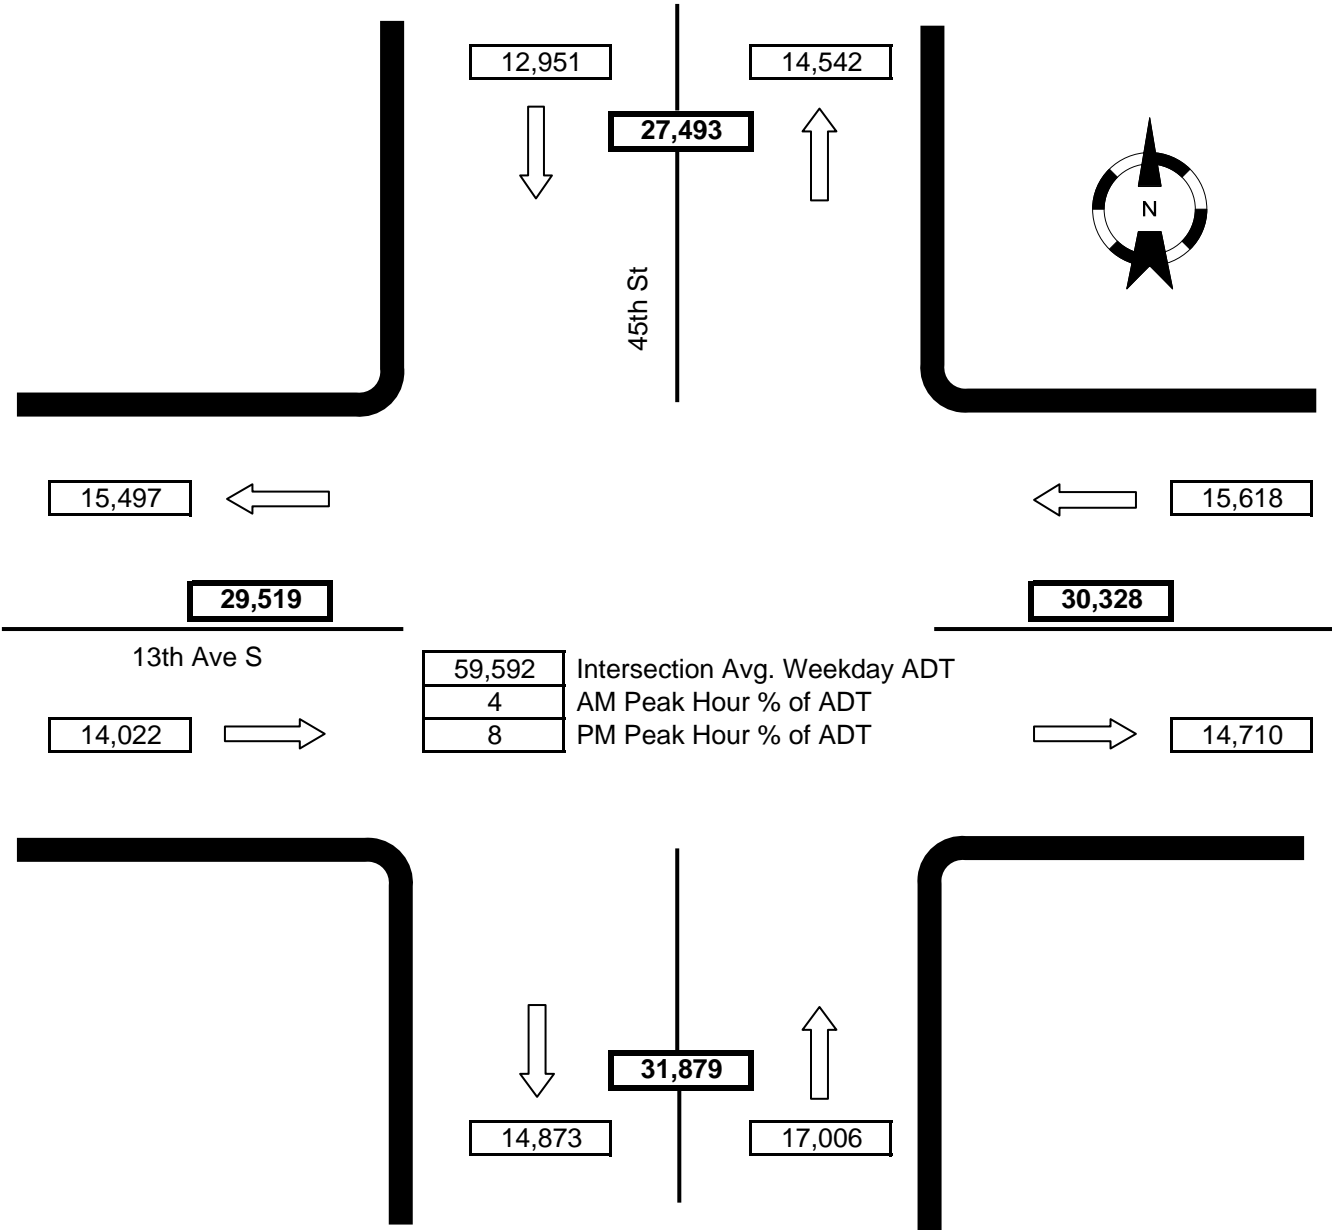 12,951
14,542
27,493
N
45th St
15,497
15,618
29,519
30,328
13th Ave S
59,592 Intersection Avg. Weekday ADT
4 AM Peak Hour % of ADT
8 PM Peak Hour % of ADT
14,022
14,710
31,879
14,873
17,006